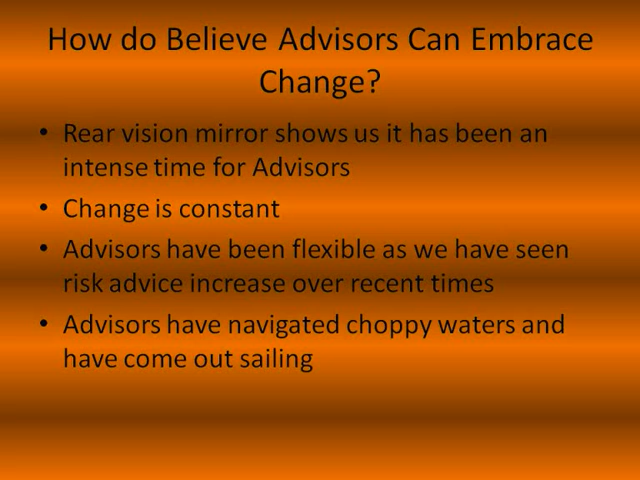 How do Believe Advisors Can Embrace
Change?
• Rear vision mirror shows us it has been an
intense time for Advisors
• Change is constant
• Advisors have been flexible as we have seen
risk advice increase over recent times
• Advisors have navigated choppy waters and
have come out sailing